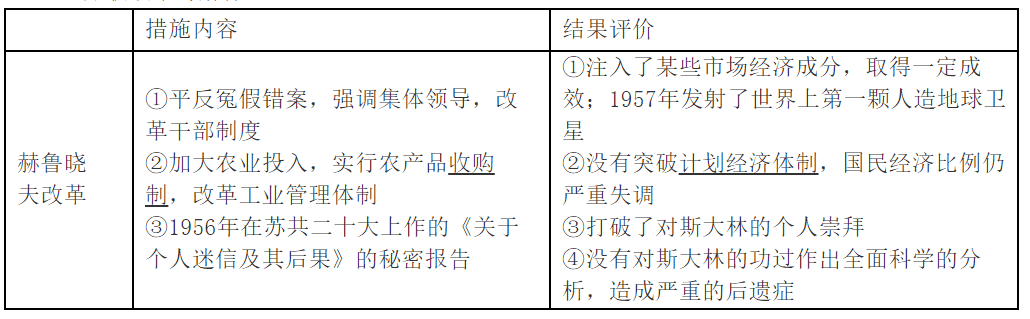 措施内容
结果评价
赫鲁晓
夫改革
①平反冤假错案，强调集体领导，改
革干部制度
②加大农业投入，实行农产品收购
制，改革工业管理体制
③1956年在苏共二十大上作的《关于
个人迷信及其后果》的秘密报告
①注入了某些市场经济成分，取得一定成
效；1957年发射了世界上第一颗人造地球卫
星
②没有突破计划经济体制，国民经济比例仍
严重失调
③打破了对斯大林的个人崇拜
④没有对斯大林的功过作出全面科学的分
析，造成严重的后遗症